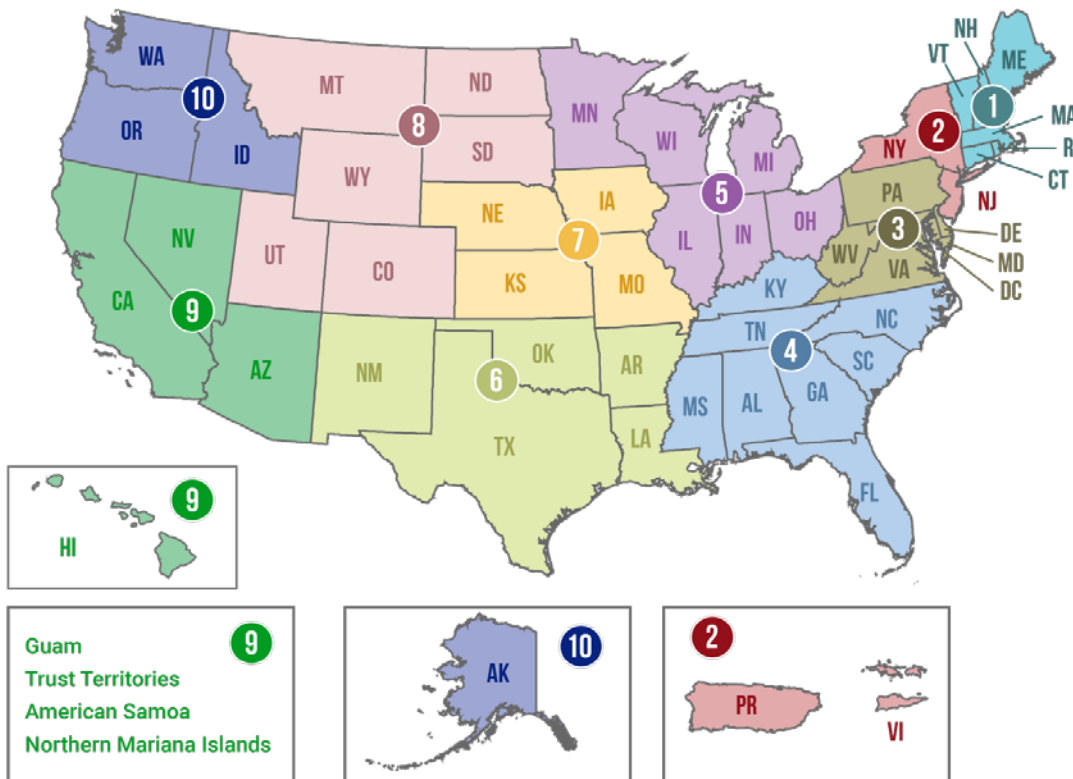 NH
VT
ME
WA
MT
ND
1
10
8
MN
2
MA
OR
ID
SD
WI
MI
NY
R
WY
CT
PA
5
NJ
NE
IA
NV
7
IL
IN
OH
3
DE
UT
CO
WV
MD
KS
MO
VA
DC
CA
KY
9
NC
TN
4
SC
AZ
NM
OK
AR
6
GA
MS
AL
TX
LA
FL
9
HI
9
Guam
Trust Territories
American Samoa
Northern Mariana Islands
10
AK
2
PR
VI